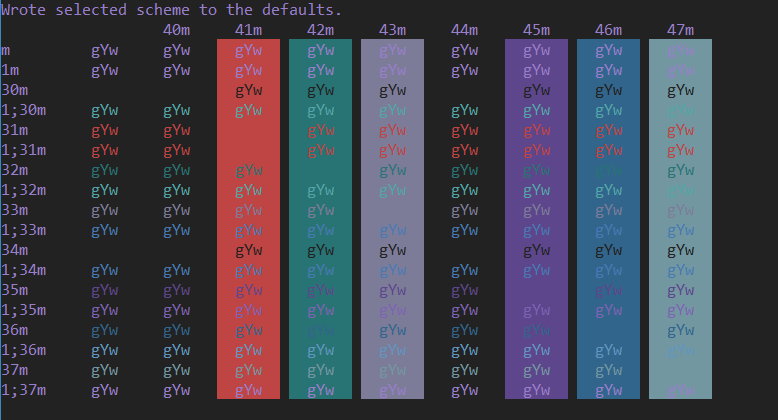 Wrote selected scheme to the defaults.
40m 41m 42m 43m 44m 45m 46m 47m
m gYw gYw gYw gYw gYw gYw gYw gYw gYw
1m gYw gYw gYw gYw gYw gYw gYw gYw gYw
30m gYw gYw gYw gYw gYw gYw
1;30m gYw gYw gYw gYw gYw gYw gYw gYw gYw
31m gYw gYw gYw gYw gYw gYw gYw gYw
1;31m gYw gYw gYw gYw gYw gYw gYw gYw
32m gYw gYw gYw gYw gYw gYw gYw gYw
1;32m gYw gYw gYw gYw gYw gYw gYw gYw gYw
33m gYw gYw gYw gYw gYw gYw gYw gYw
1;33m gYw gYw gYw gYw gYw gYw gYw gYw gYw
34m gYw gYw gYw gYw gYw gYw
1;34m gYw gYw gYw gYw gYw gYw gYw gYw gYw
35m gYw gYw gYw gYw gYw gYw gYw gYw
1;35m gYw gYw gYw gYw gYw gYw gYw gYw gYw
36m gYw gYw gYw gYw gYw gYw gYw gYw
1;36m gYw gYw gYw gYw gYw gYw gYw gYw gYw
37m gYw gYw gYw gYw gYw gYw gYw gYw
1;37m gYw gYw gYw gYw gYw gYw gYw gYw gYw